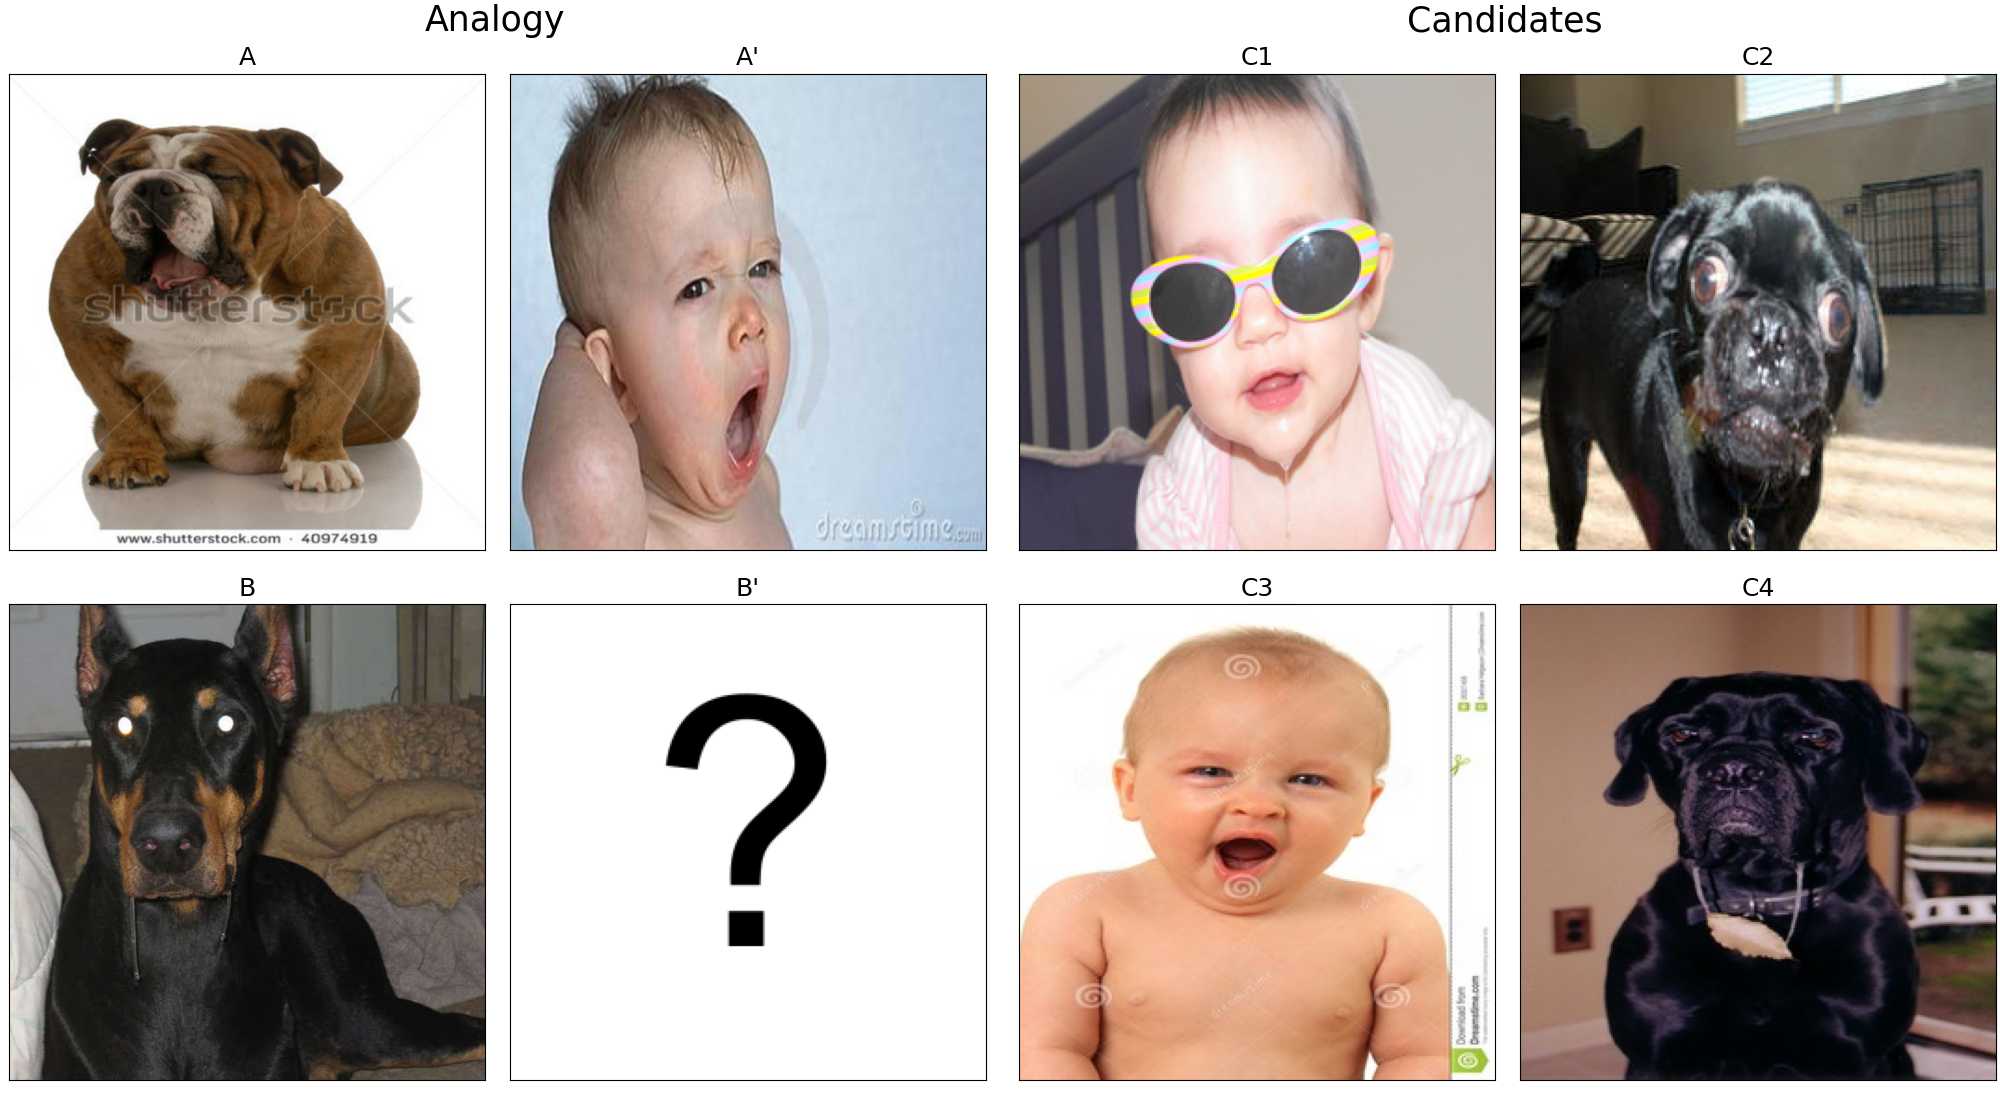 Analogy
Candidates
A
A'
C1
C2
shutterstock
dreamstime.com
www.shutterstock.com · 40974919
B
B'
C3
C4
?
Download from
Dreamstime.com